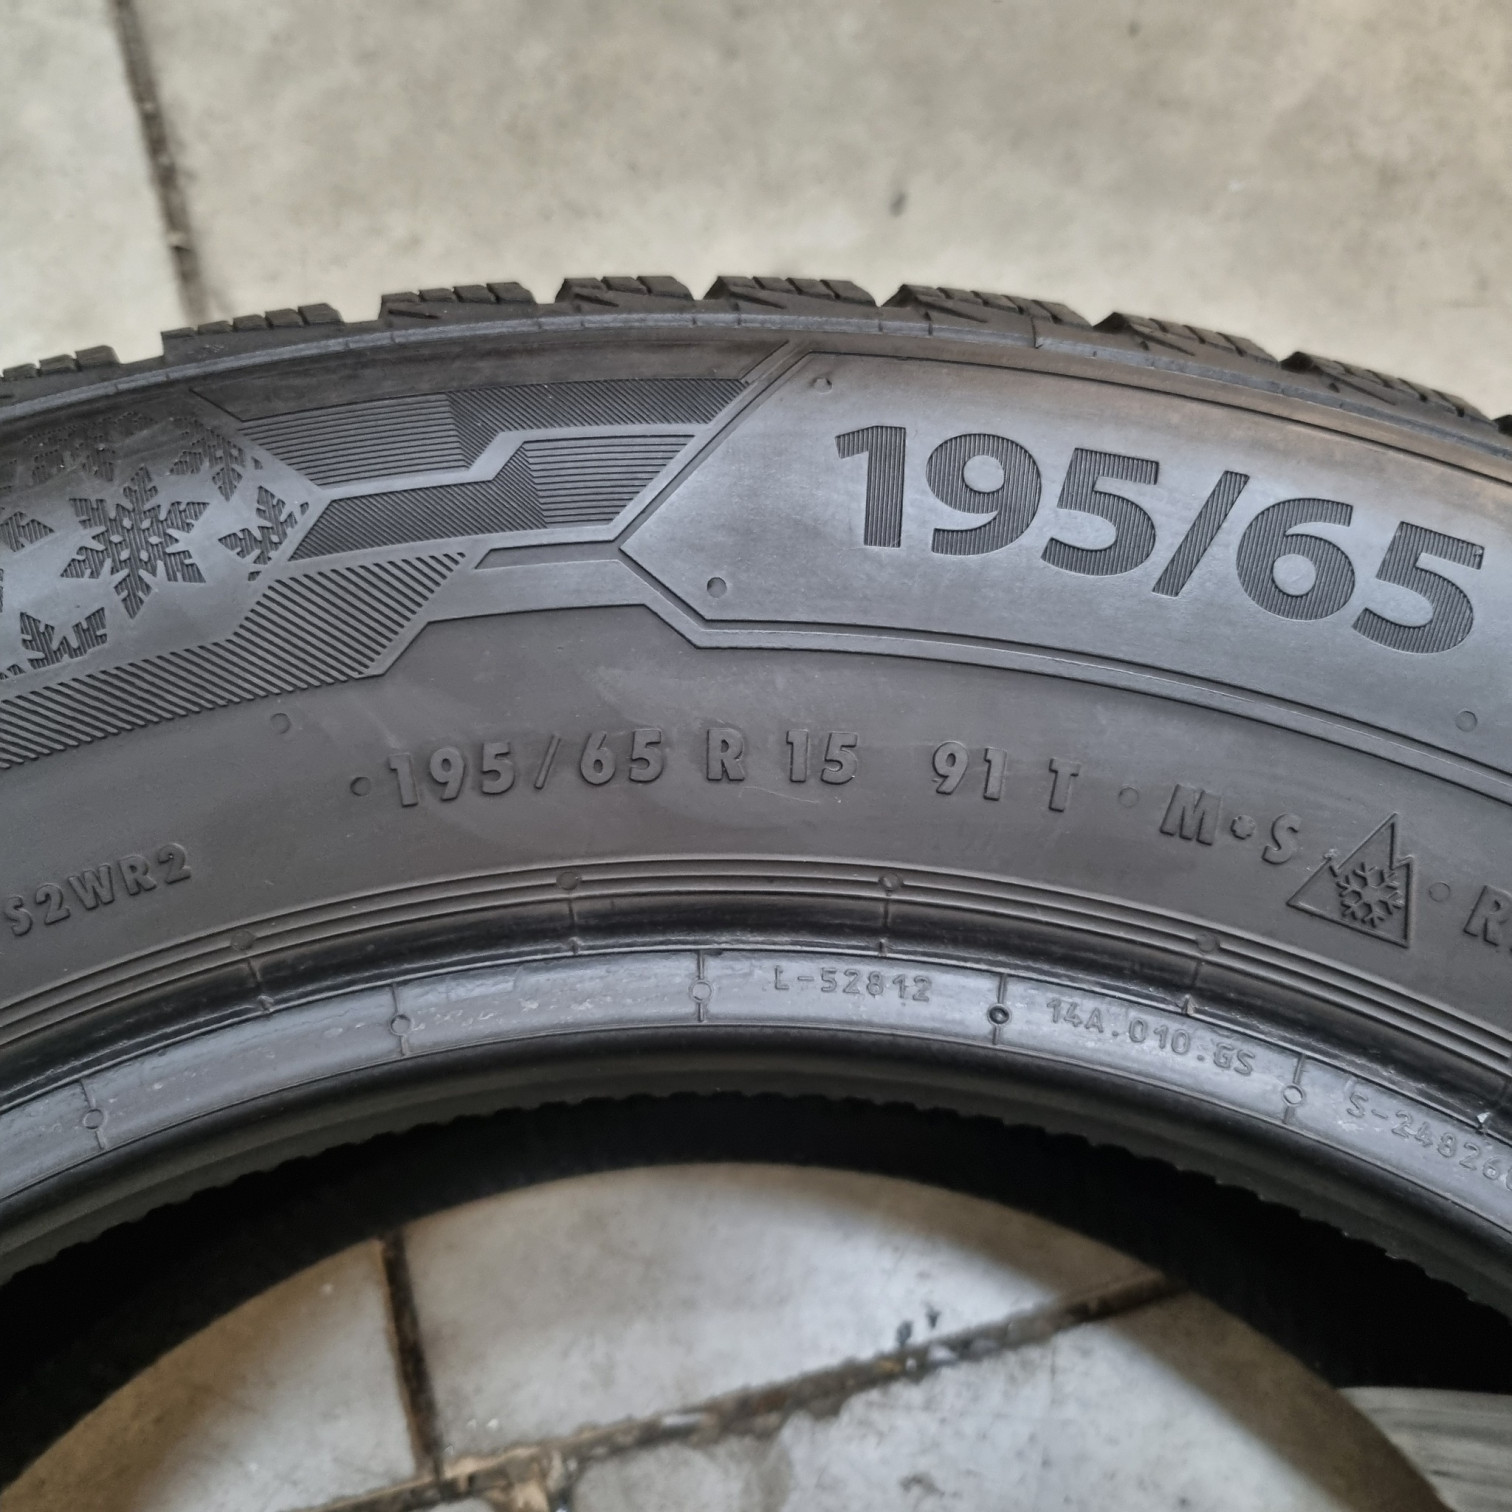 195/65
195/65 R 15 91 T M•S
S2WR2
L-52812
14A.010.GS